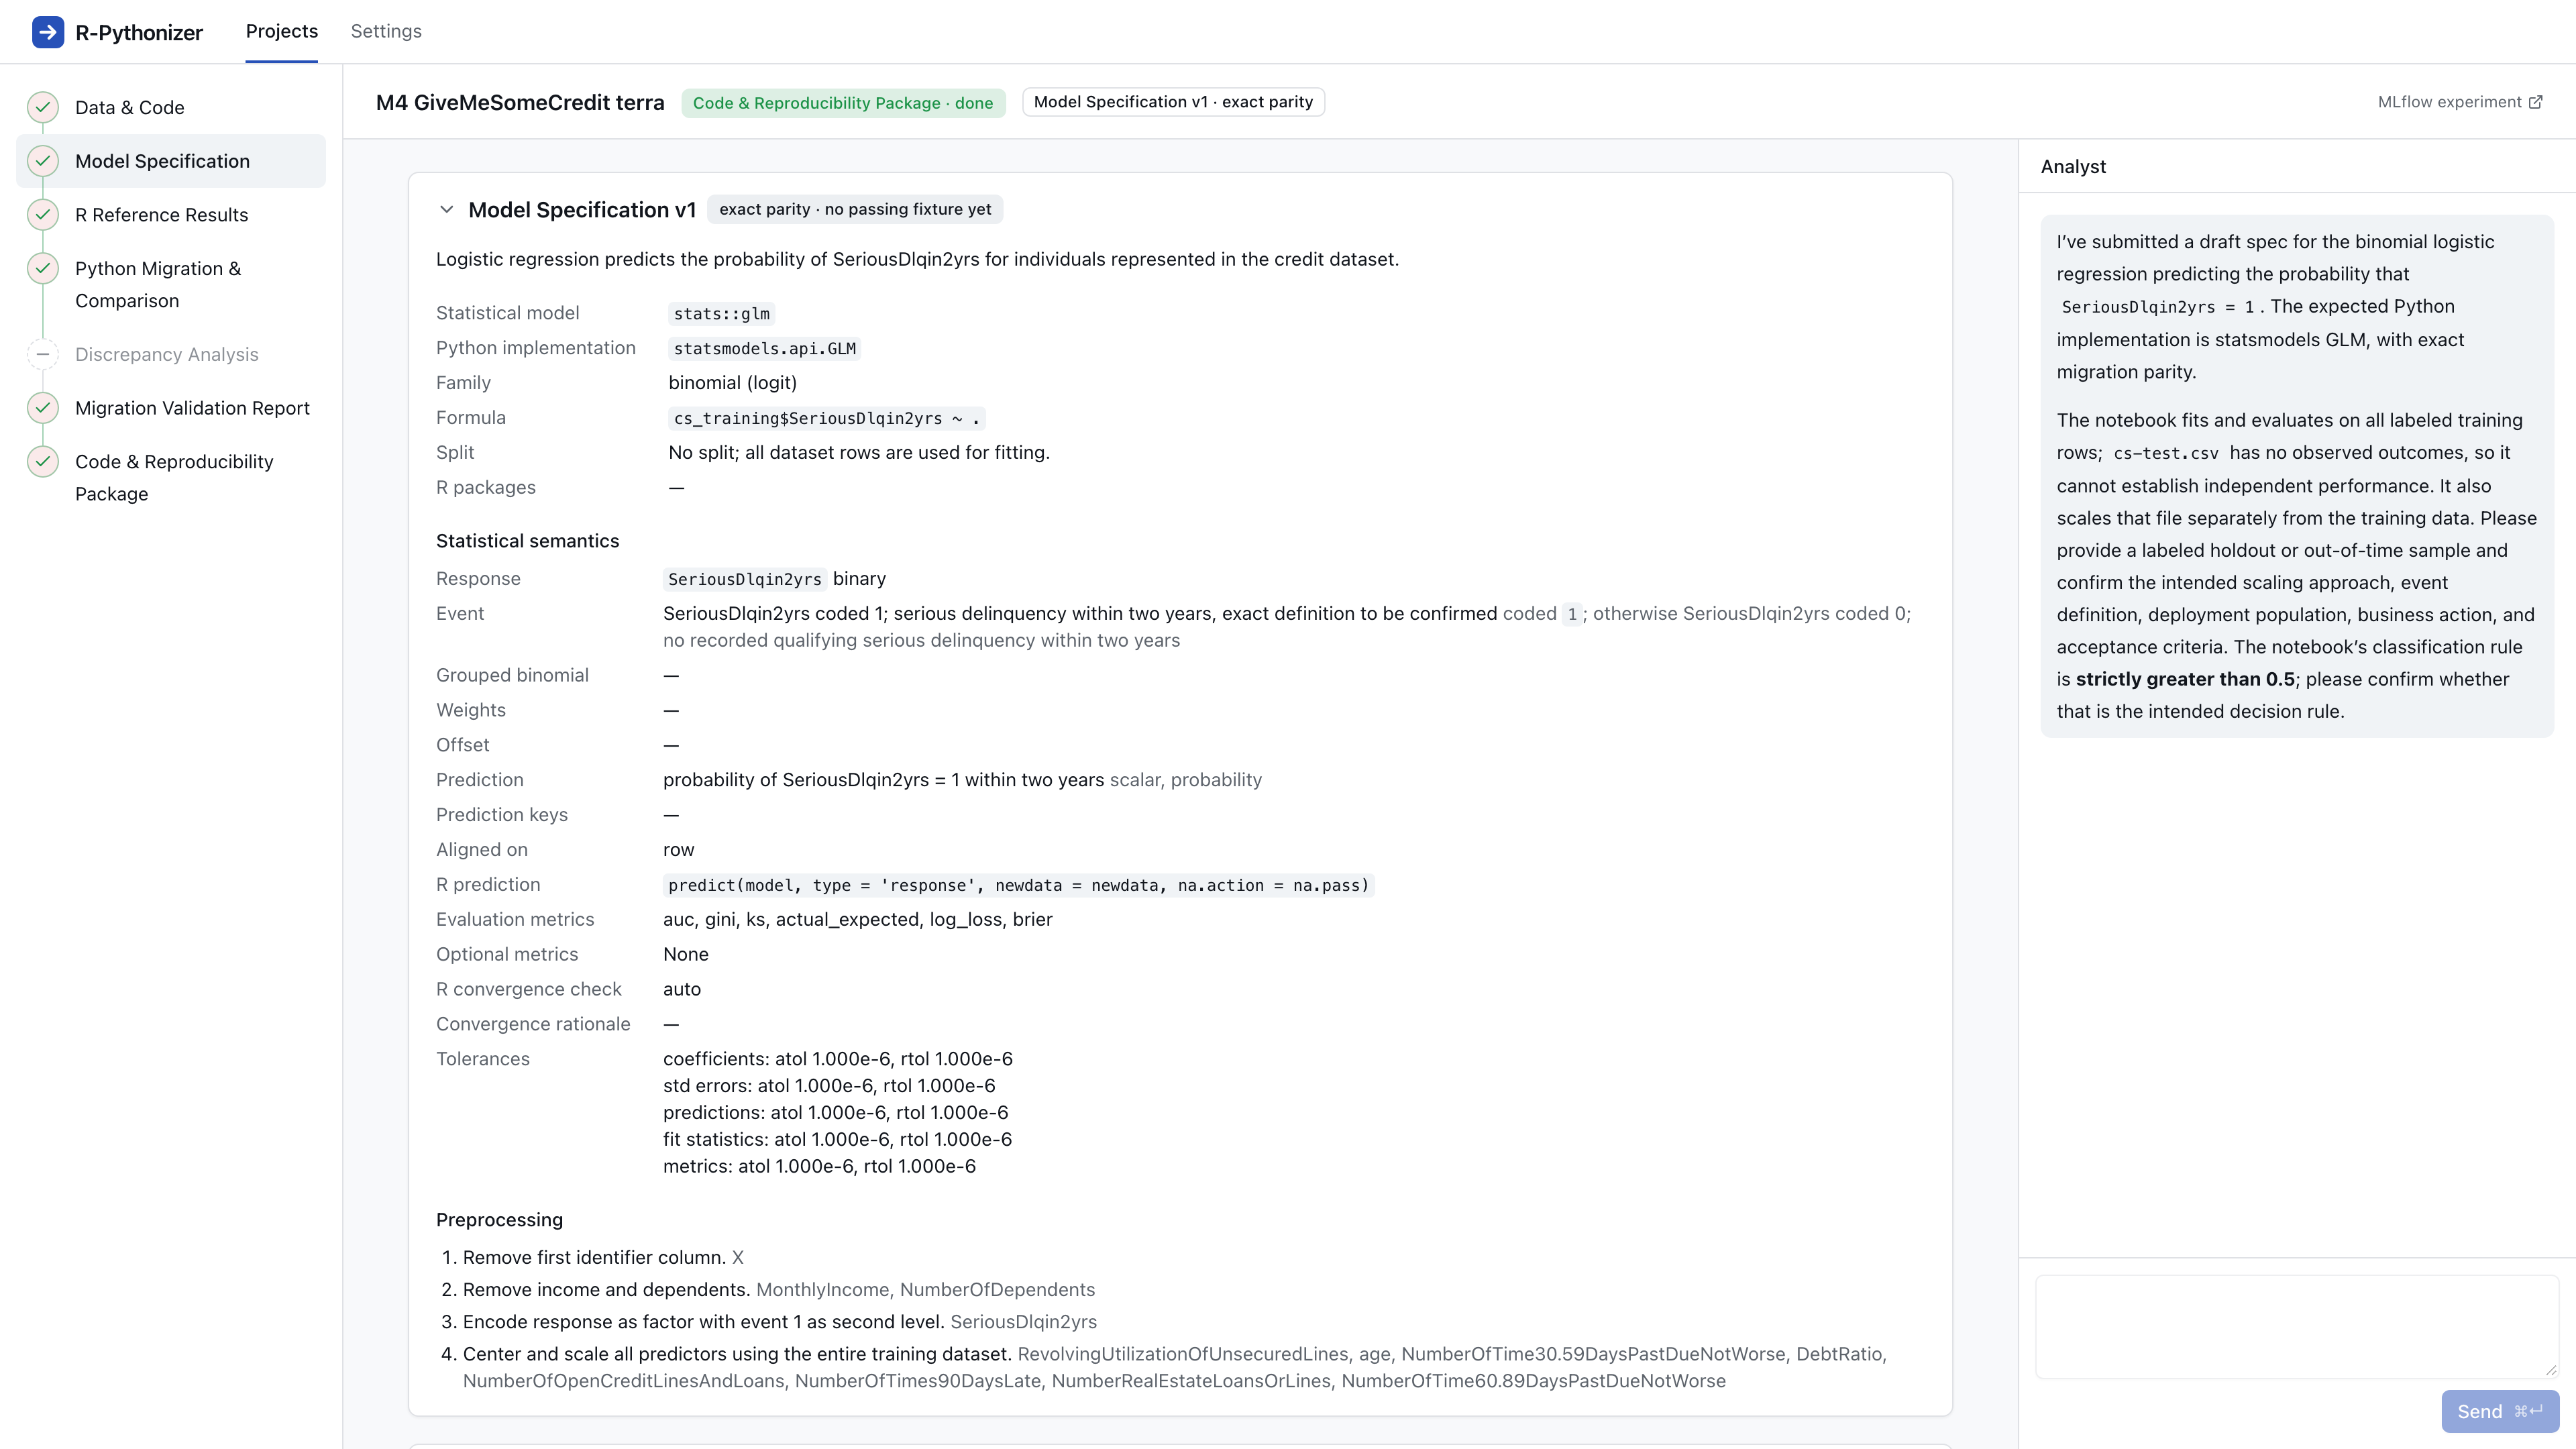 R-Pythonizer
Projects
Settings
Data & Code
Model Specification
R Reference Results
Python Migration &
Comparison
Discrepancy Analysis
Migration Validation Report
Code & Reproducibility
Package
M4 GiveMeSomeCredit terra
Code & Reproducibility Package · done
Model Specification v1 · exact parity
MLflow experiment
Model Specification v1
exact parity · no passing fixture yet
Logistic regression predicts the probability of SeriousDlqin2yrs for individuals represented in the credit dataset.
Statistical model stats::glm
Python implementation statsmodels.api.GLM
Family binomial (logit)
Formula cs_training$SeriousDlqin2yrs ~ .
Split No split; all dataset rows are used for fitting.
R packages —
Statistical semantics
Response SeriousDlqin2yrs binary
Event SeriousDlqin2yrs coded 1; serious delinquency within two years, exact definition to be confirmed coded 1; otherwise SeriousDlqin2yrs coded 0;
no recorded qualifying serious delinquency within two years
Grouped binomial —
Weights —
Offset —
Prediction probability of SeriousDlqin2yrs = 1 within two years scalar, probability
Prediction keys —
Aligned on row
R prediction predict(model, type = 'response', newdata = newdata, na.action = na.pass)
Evaluation metrics auc, gini, ks, actual_expected, log_loss, brier
Optional metrics None
R convergence check auto
Convergence rationale —
Tolerances coefficients: atol 1.000e-6, rtol 1.000e-6
std errors: atol 1.000e-6, rtol 1.000e-6
predictions: atol 1.000e-6, rtol 1.000e-6
fit statistics: atol 1.000e-6, rtol 1.000e-6
metrics: atol 1.000e-6, rtol 1.000e-6
Preprocessing
1. Remove first identifier column. X
2. Remove income and dependents. MonthlyIncome, NumberOfDependents
3. Encode response as factor with event 1 as second level. SeriousDlqin2yrs
4. Center and scale all predictors using the entire training dataset. RevolvingUtilizationOfUnsecuredLines, age, NumberOfTime30.59DaysPastDueNotWorse, DebtRatio,
NumberOfOpenCreditLinesAndLoans, NumberOfTimes90DaysLate, NumberRealEstateLoansOrLines, NumberOfTime60.89DaysPastDueNotWorse
Analyst
I’ve submitted a draft spec for the binomial logistic
regression predicting the probability that
SeriousDlqin2yrs = 1. The expected Python
implementation is statsmodels GLM, with exact
migration parity.
The notebook fits and evaluates on all labeled training
rows; cs-test.csv has no observed outcomes, so it
cannot establish independent performance. It also
scales that file separately from the training data. Please
provide a labeled holdout or out-of-time sample and
confirm the intended scaling approach, event
definition, deployment population, business action, and
acceptance criteria. The notebook’s classification rule
is strictly greater than 0.5; please confirm whether
that is the intended decision rule.
Send ⌘↵